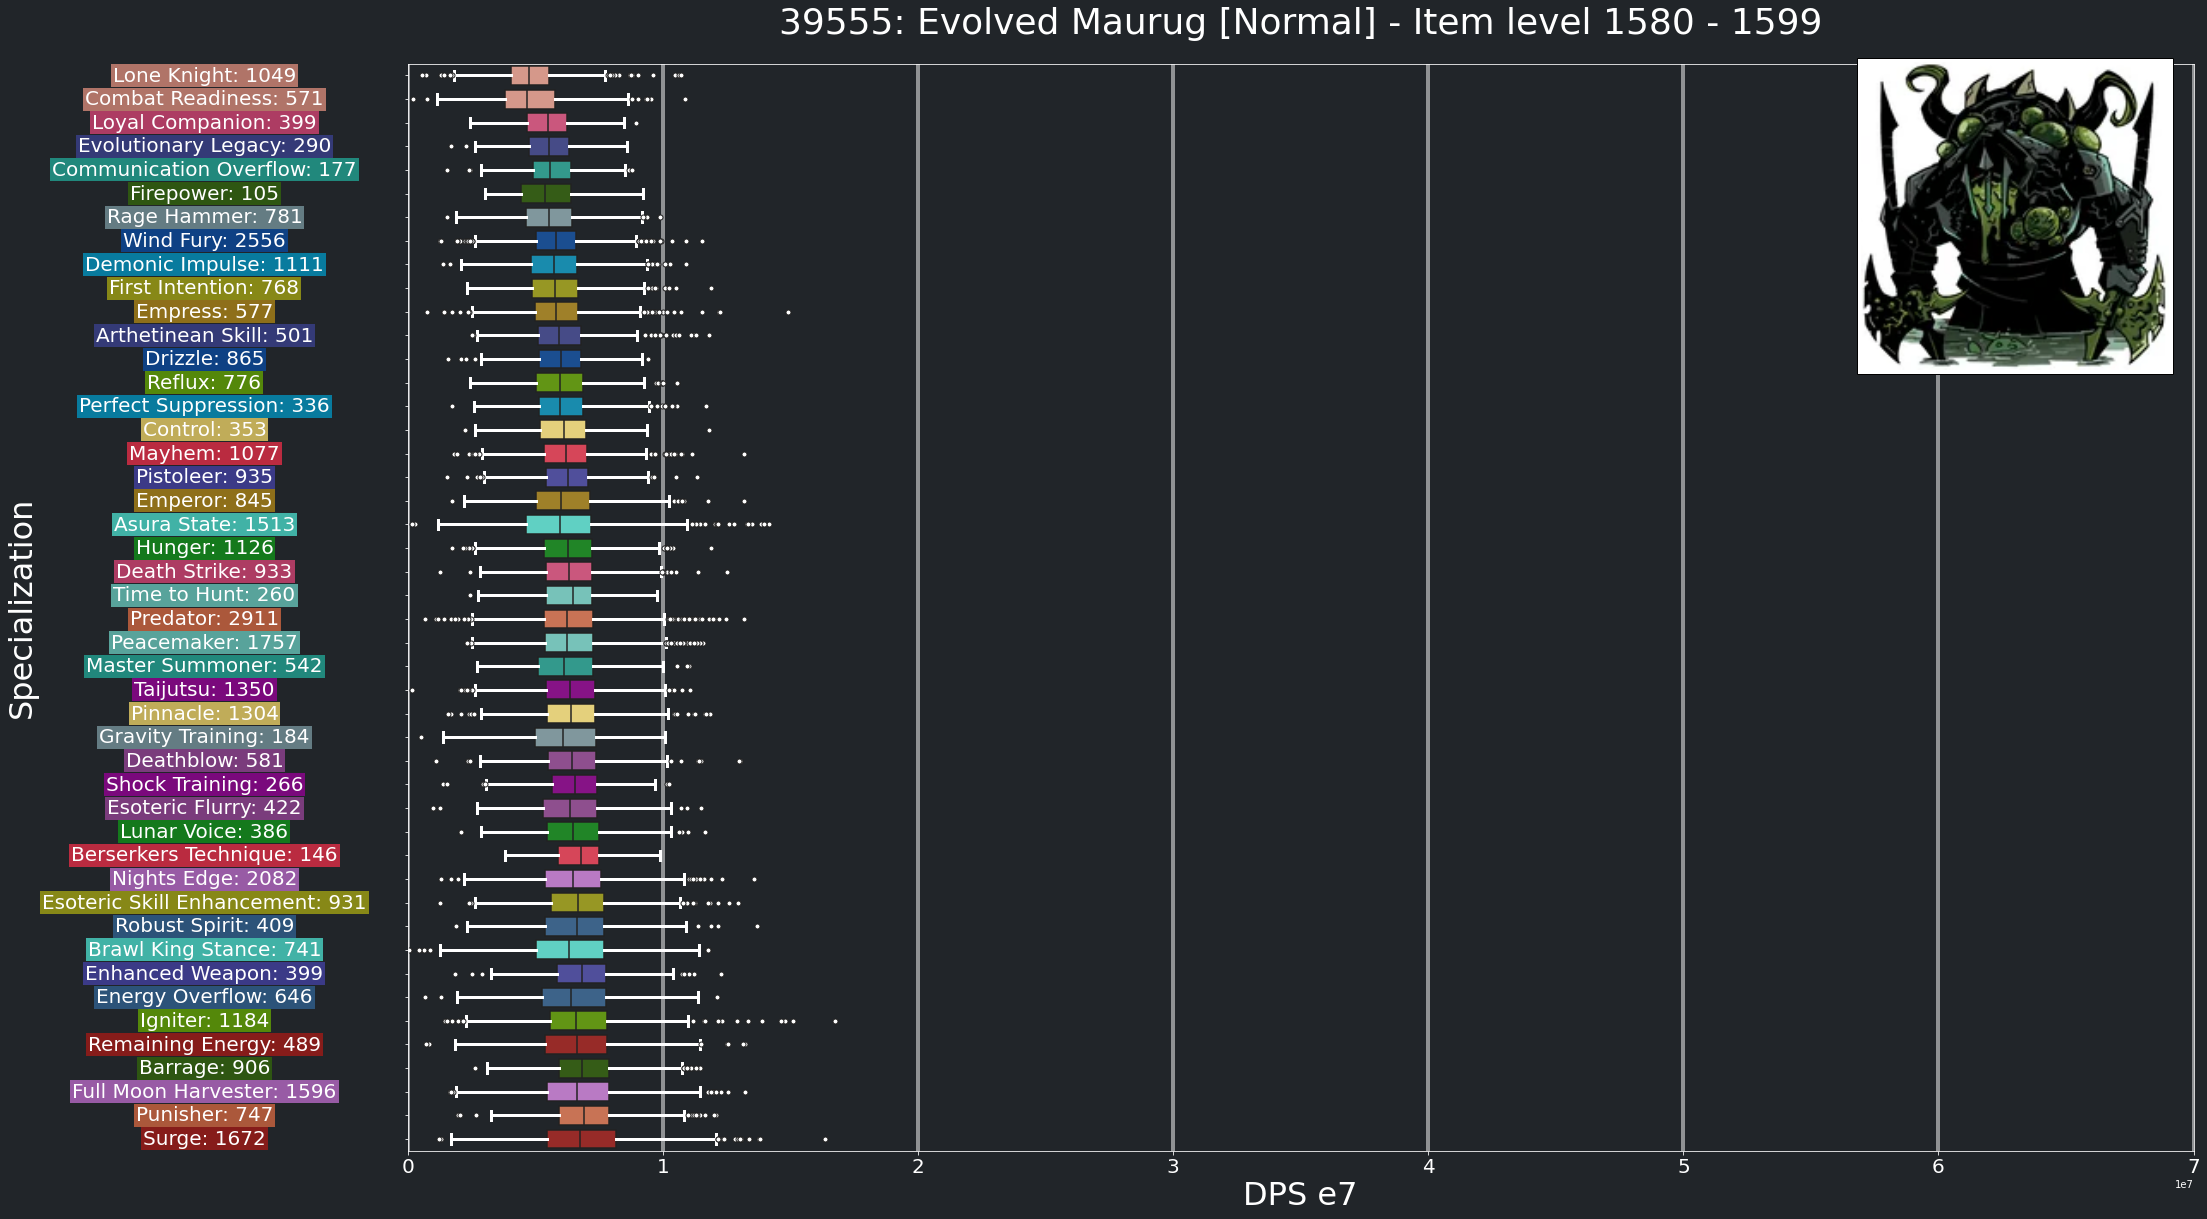 39555: Evolved Maurug [Normal] - Item level 1580 - 1599
Specialization
Lone Knight: 1049
Combat Readiness: 571
Loyal Companion: 399
Evolutionary Legacy: 290
Communication Overflow: 177
Firepower: 105
Rage Hammer: 781
Wind Fury: 2556
Demonic Impulse: 1111
First Intention: 768
Empress: 577
Arthetinean Skill: 501
Drizzle: 865
Reflux: 776
Perfect Suppression: 336
Control: 353
Mayhem: 1077
Pistoleer: 935
Emperor: 845
Asura State: 1513
Hunger: 1126
Death Strike: 933
Time to Hunt: 260
Predator: 2911
Peacemaker: 1757
Master Summoner: 542
Taijutsu: 1350
Pinnacle: 1304
Gravity Training: 184
Deathblow: 581
Shock Training: 266
Esoteric Flurry: 422
Lunar Voice: 386
Berserkers Technique: 146
Nights Edge: 2082
Esoteric Skill Enhancement: 931
Robust Spirit: 409
Brawl King Stance: 741
Enhanced Weapon: 399
Energy Overflow: 646
Igniter: 1184
Remaining Energy: 489
Barrage: 906
Full Moon Harvester: 1596
Punisher: 747
Surge: 1672
0 1 2 3 4 5 6 7
1e7
DPS e7